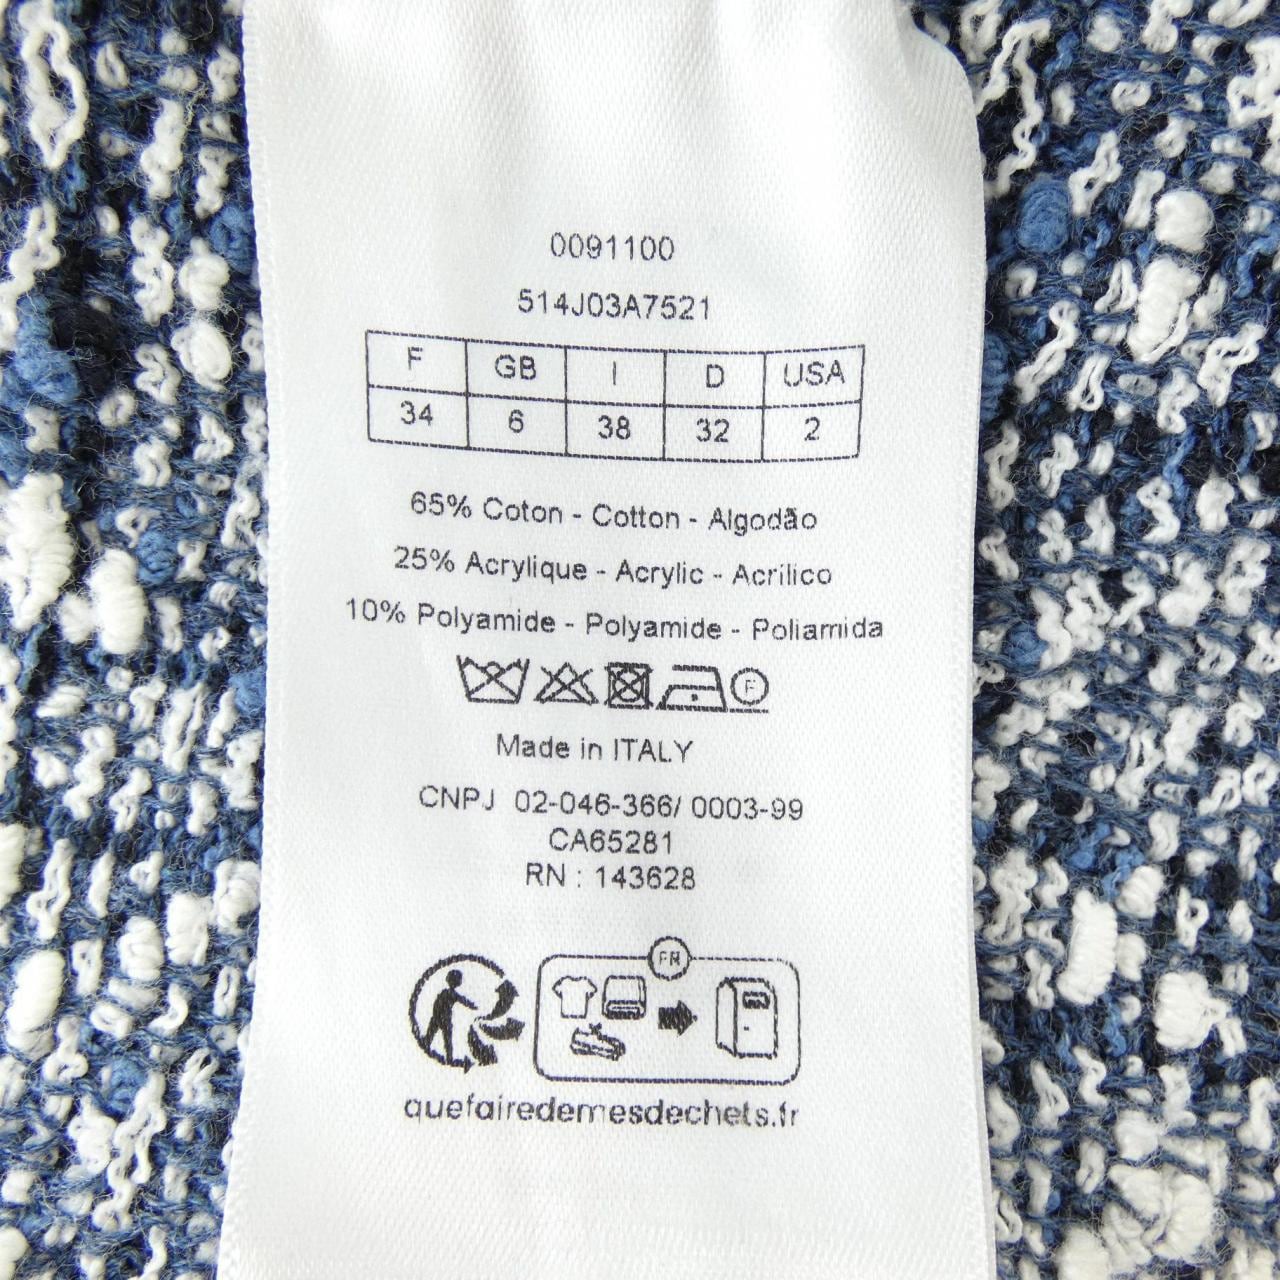 0091100
514J03A7521
F GB I D USA
34 6 38 32 2
65% Coton - Cotton - Algodão
25% Acrylique - Acrylic - Acrílico
10% Polyamide - Polyamide - Poliamida
F
Made in ITALY
CNPJ 02-046-366/ 0003-99
CA65281
RN : 143628
FR
quefairedemesdechets.fr